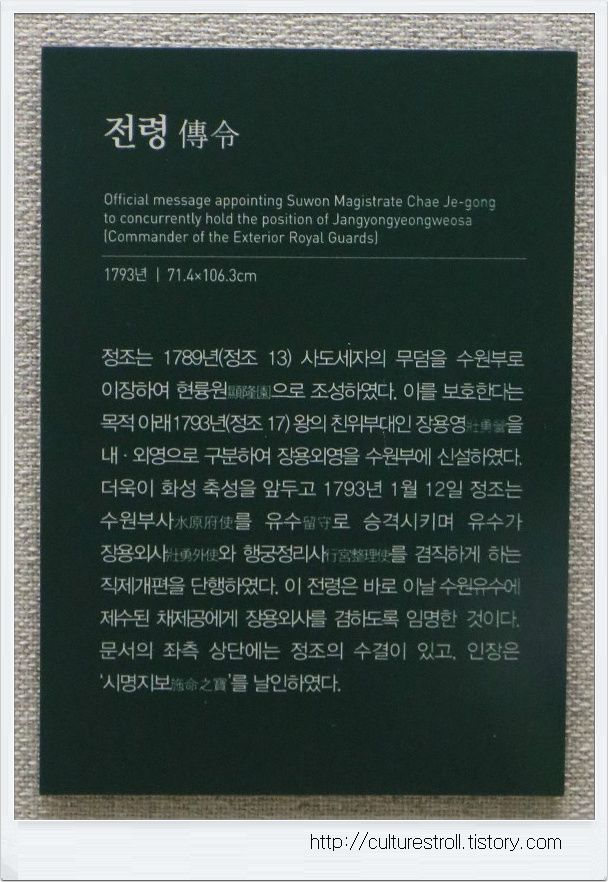 전령 傳令
Official message appointing Suwon Magistrate Chae Je-gong
to concurrently hold the position of Jangyongyeongweosa
(Commander of the Exterior Royal Guards)
1793년 | 71.4×106.3cm
정조는 1789년(정조 13) 사도세자의 무덤을 수원부로
이장하여 현륭원顯隆園으로 조성하였다. 이를 보호한다는
목적 아래 1793년(정조 17) 왕의 친위부대인 장용영壯勇營을
내 · 외영으로 구분하여 장용외영을 수원부에 신설하였다.
더욱이 화성 축성을 앞두고 1793년 1월 12일 정조는
수원부사水原府使를 유수留守로 승격시키며 유수가
장용외사壯勇外使와 행궁정리사行宮整理使를 겸직하게 하는
직제개편을 단행하였다. 이 전령은 바로 이날 수원유수에
제수된 채제공에게 장용외사를 겸하도록 임명한 것이다.
문서의 좌측 상단에는 정조의 수결이 있고, 인장은
‘시명지보施命之寶’를 날인하였다.
http://culturestroll.tistory.com